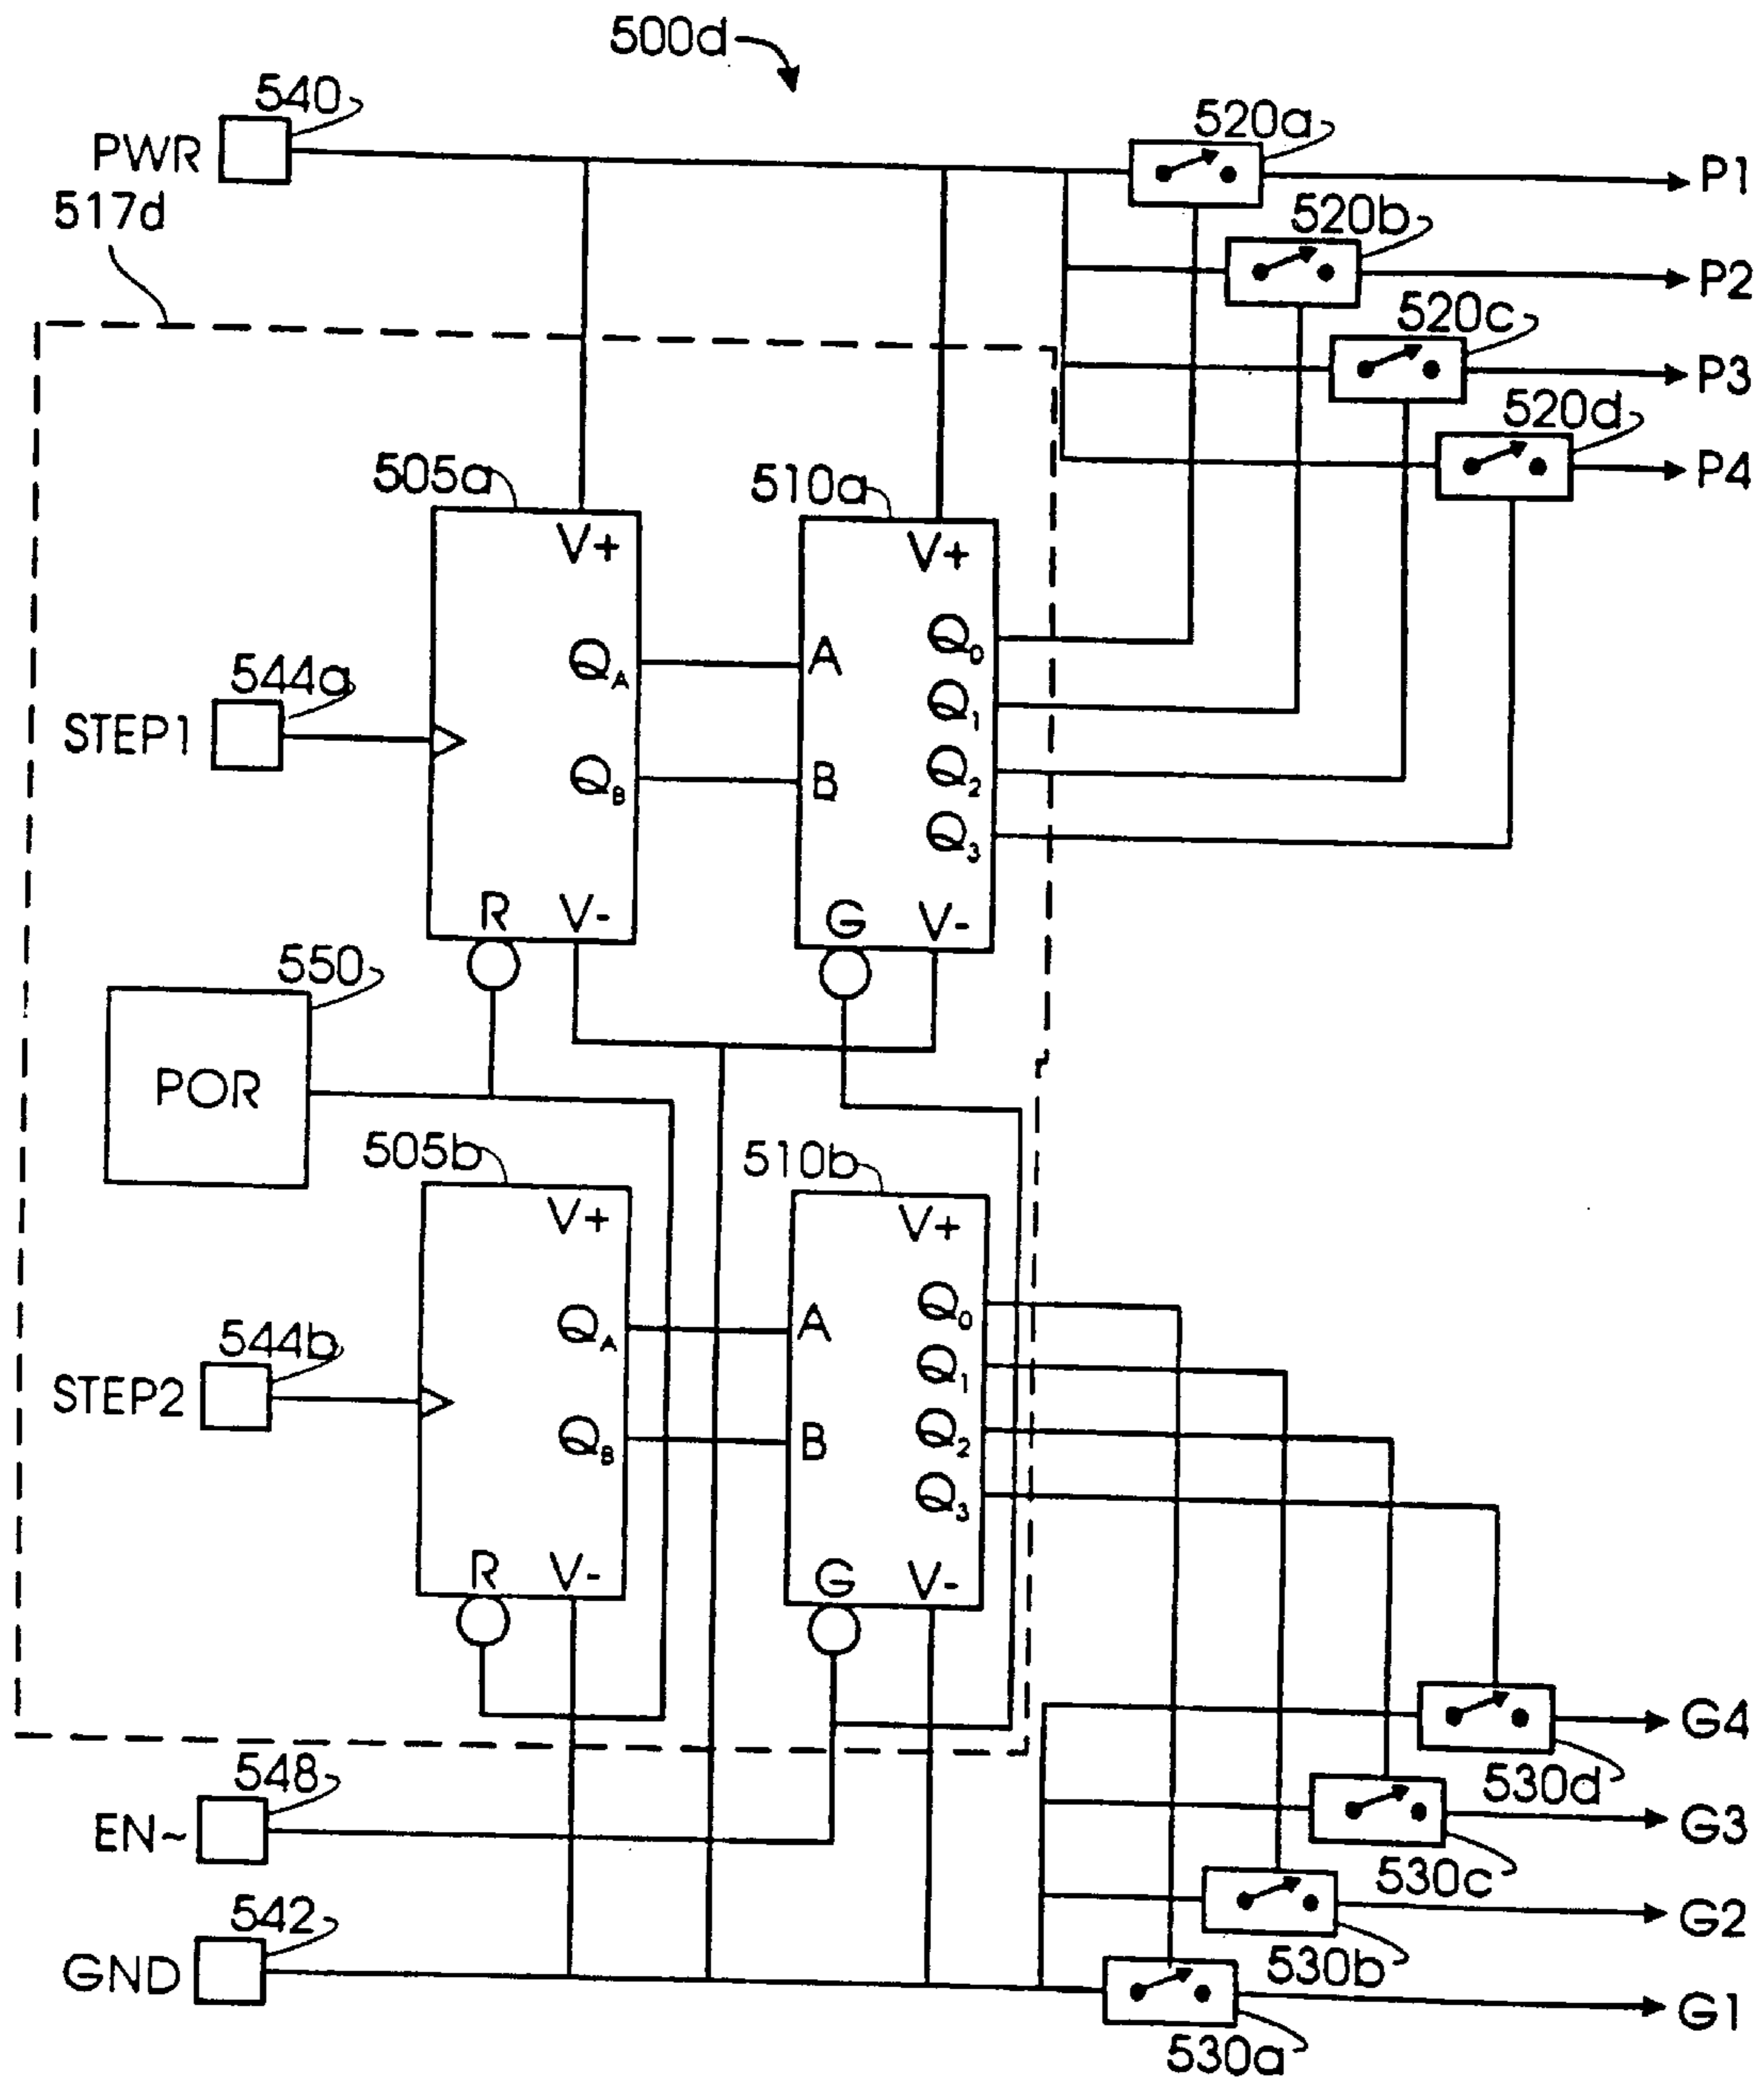 500d
540
PWR
517d
520a
P1
520b
P2
520c
P3
520d
P4
505a
510a
V+
V+
Q0
QA
A
Q1
544a
STEP1
QB
B
Q2
Q3
R
V-
G
V-
550
POR
505b
510b
V+
V+
Q0
QA
A
Q1
544b
STEP2
QB
B
Q2
Q3
R
V-
G
V-
G4
530d
548
EN~
G3
530c
542
GND
G2
530b
G1
530a